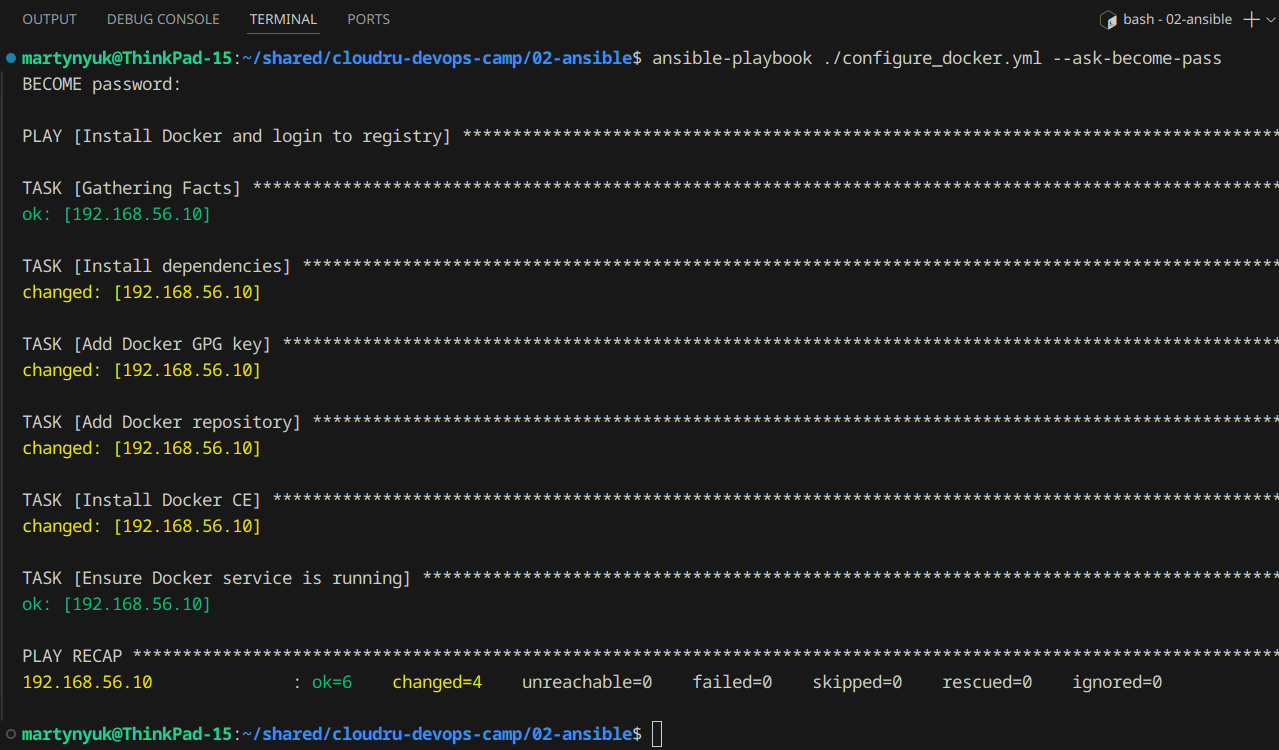 OUTPUT DEBUG CONSOLE TERMINAL PORTS bash - 02-ansible
martynyuk@ThinkPad-15:~/shared/cloudru-devops-camp/02-ansible$ ansible-playbook ./configure_docker.yml --ask-become-pass
BECOME password:
PLAY [Install Docker and login to registry] **********************************************************************************
TASK [Gathering Facts] *******************************************************************************************************
ok: [192.168.56.10]
TASK [Install dependencies] **************************************************************************************************
changed: [192.168.56.10]
TASK [Add Docker GPG key] ****************************************************************************************************
changed: [192.168.56.10]
TASK [Add Docker repository] *************************************************************************************************
changed: [192.168.56.10]
TASK [Install Docker CE] *****************************************************************************************************
changed: [192.168.56.10]
TASK [Ensure Docker service is running] **************************************************************************************
ok: [192.168.56.10]
PLAY RECAP *******************************************************************************************************************
192.168.56.10 : ok=6 changed=4 unreachable=0 failed=0 skipped=0 rescued=0 ignored=0
martynyuk@ThinkPad-15:~/shared/cloudru-devops-camp/02-ansible$